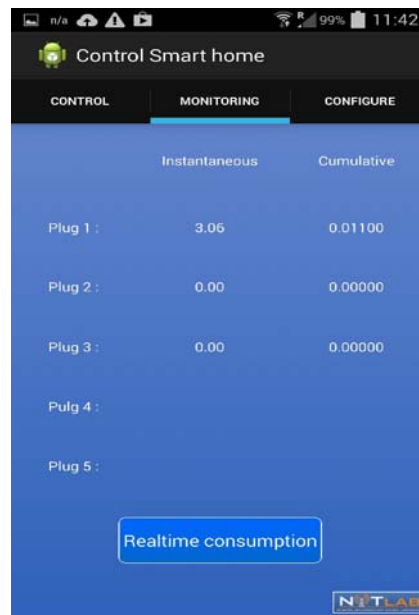 n/a R 99% 11:42
Control Smart home
CONTROL MONITORING CONFIGURE
Instantaneous Cumulative
Plug 1 : 3.06 0.01100
Plug 2 : 0.00 0.00000
Plug 3 : 0.00 0.00000
Pulg 4 :
Plug 5 :
Realtime consumption
NITLAB